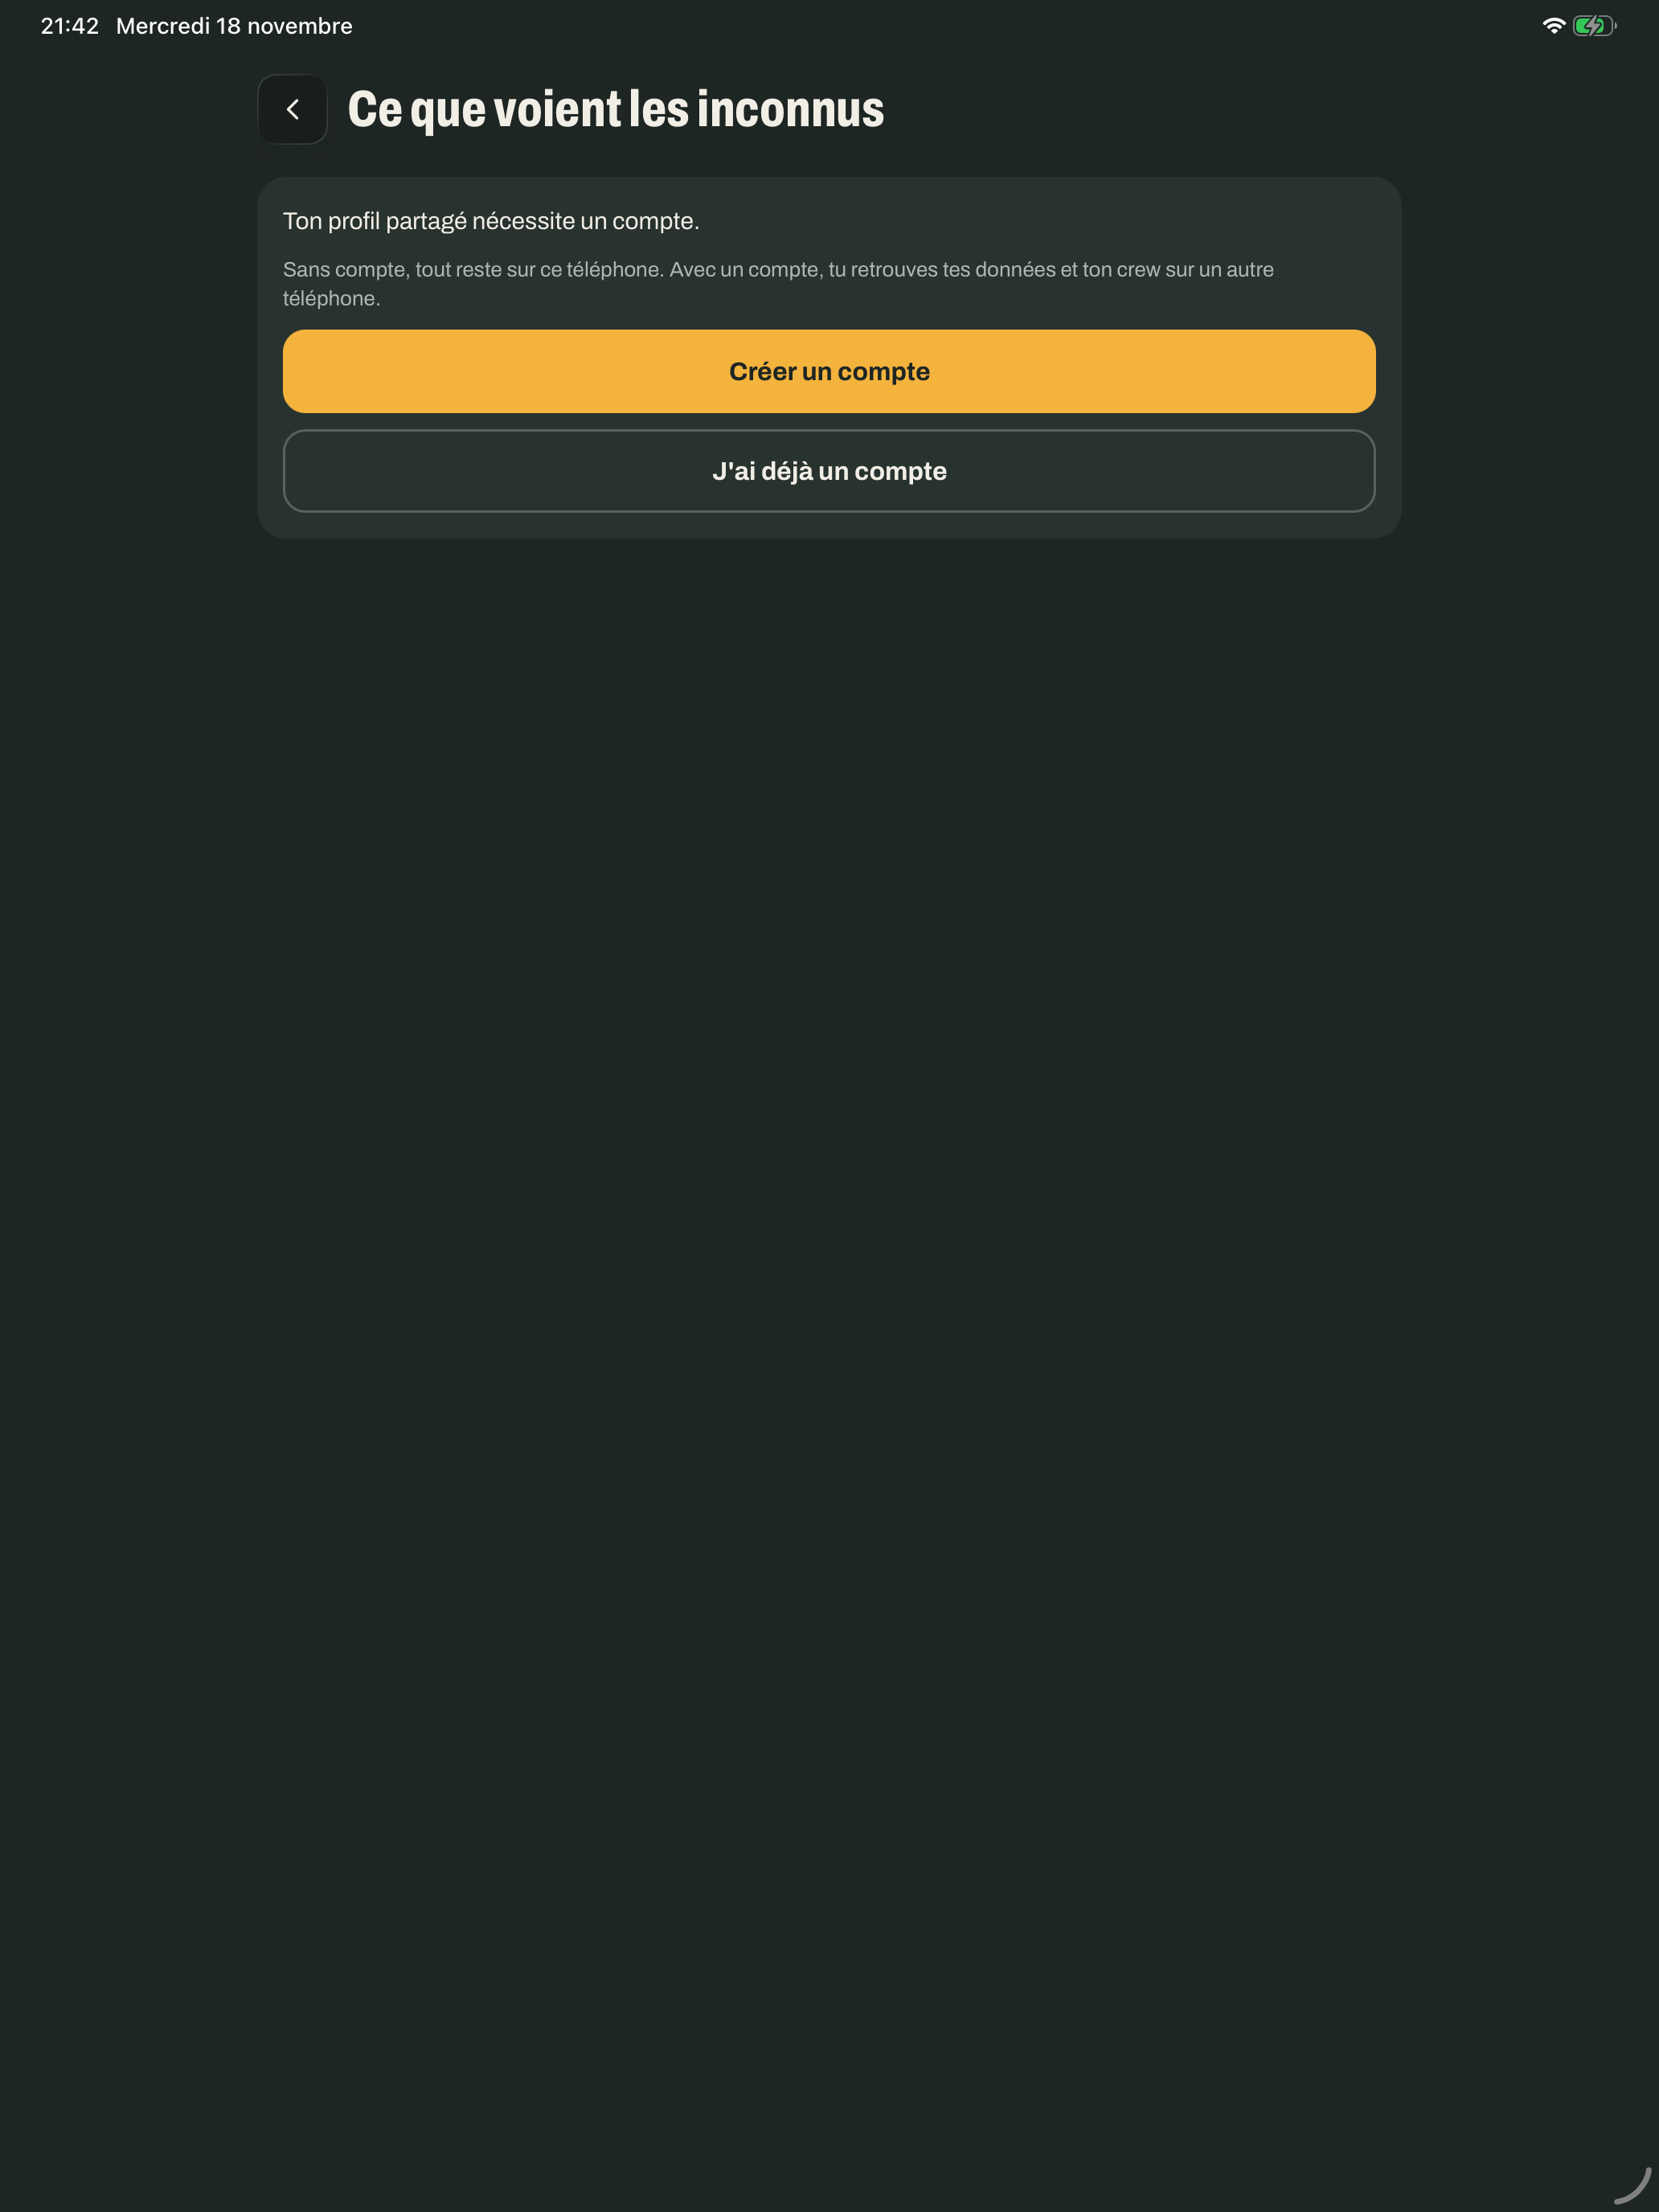 21:42 Mercredi 18 novembre
Ce que voient les inconnus
Ton profil partagé nécessite un compte.
Sans compte, tout reste sur ce téléphone. Avec un compte, tu retrouves tes données et ton crew sur un autre
téléphone.
Créer un compte
J'ai déjà un compte